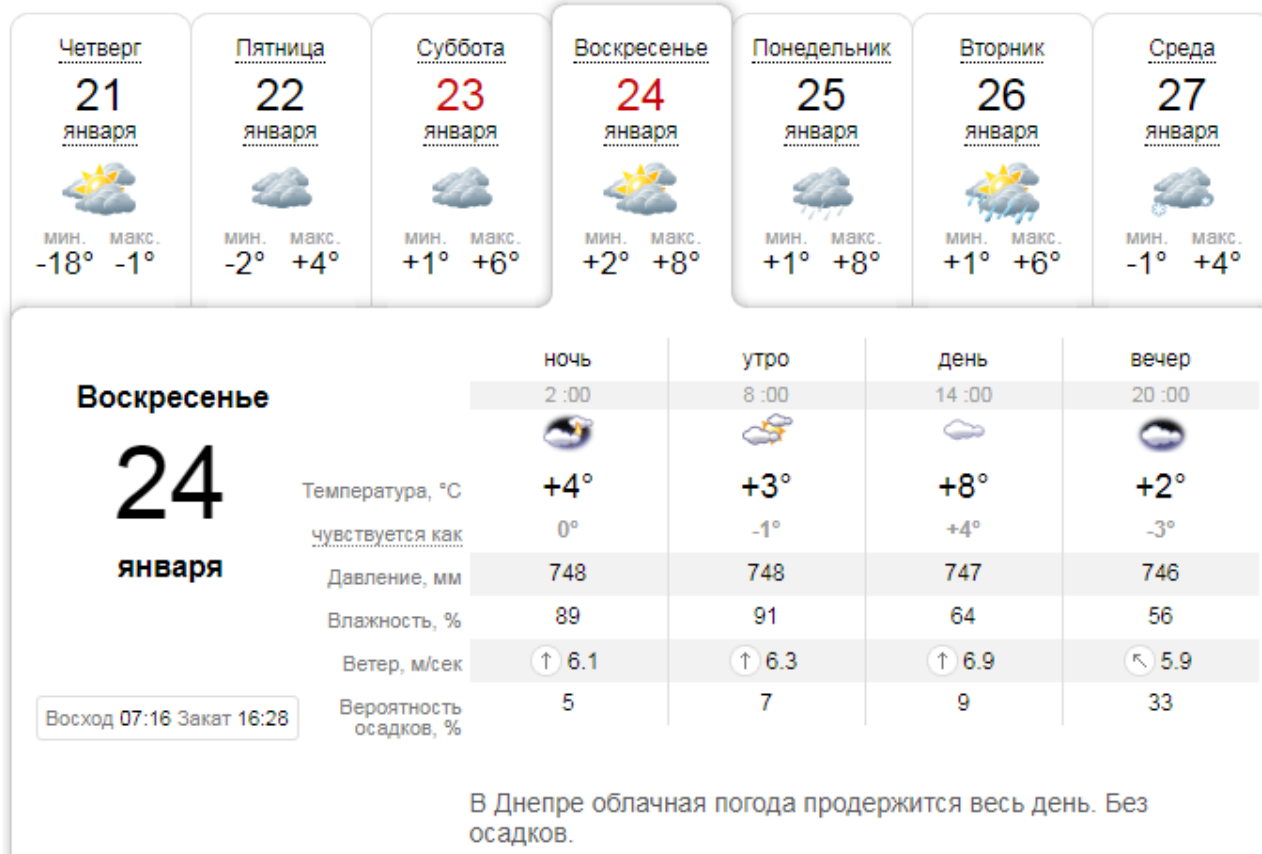 Четверг Пятница Суббота Воскресенье Понедельник Вторник Среда
21 22 23 24 25 26 27
января января января января января января января
мин. макс. мин. макс. мин. макс. мин. макс. мин. макс. мин. макс. мин. макс.
-18° -1° -2° +4° +1° +6° +2° +8° +1° +8° +1° +6° -1° +4°
Воскресенье
24
января
Восход 07:16 Закат 16:28
ночь утро день вечер
2 :00 8 :00 14 :00 20 :00
Температура, °C +4° +3° +8° +2°
чувствуется как 0° -1° +4° -3°
Давление, мм 748 748 747 746
Влажность, % 89 91 64 56
Ветер, м/сек ↑ 6.1 ↑ 6.3 ↑ 6.9 ↖ 5.9
Вероятность 5 7 9 33
осадков, %
В Днепре облачная погода продержится весь день. Без
осадков.